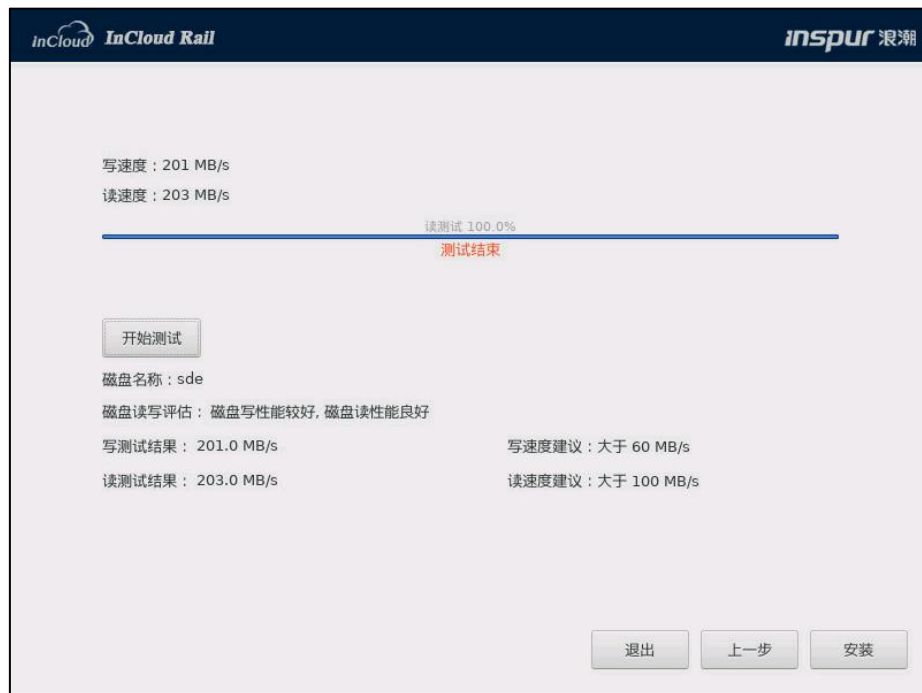 InCloud InCloud Rail inspur 浪潮
写速度：201 MB/s
读速度：203 MB/s
读测试 100.0%
测试结束
开始测试
磁盘名称：sde
磁盘读写评估： 磁盘写性能较好, 磁盘读性能良好
写测试结果： 201.0 MB/s 写速度建议：大于 60 MB/s
读测试结果： 203.0 MB/s 读速度建议：大于 100 MB/s
退出 上一步 安装